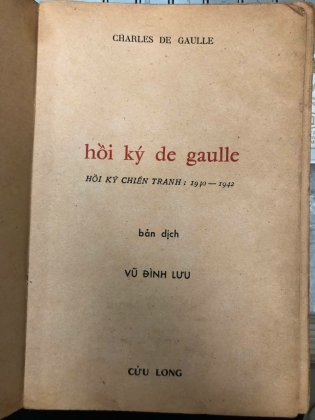 CHARLES DE GAULLE
hồi ký de gaulle
HỒI KÝ CHIẾN TRANH : 1940 — 1942
bản dịch
VŨ ĐÌNH LƯU
CỬU LONG